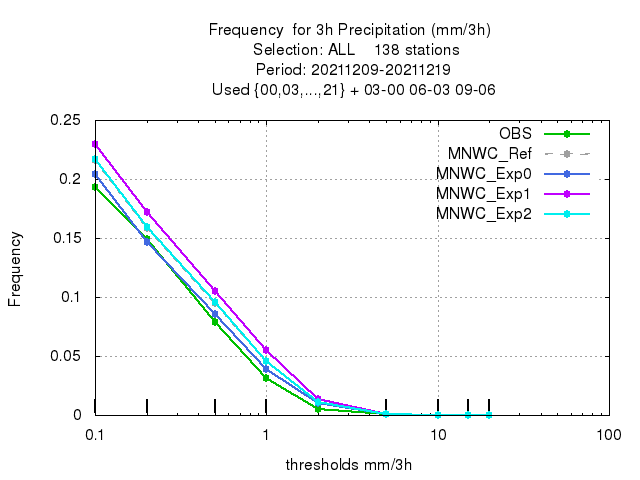 Frequency  for 3h Precipitation (mm/3h)
Selection: ALL    138 stations
Period: 20211209-20211219
Used {00,03,...,21} + 03-00 06-03 09-06
OBS
MNWC_Ref
MNWC_Exp0
MNWC_Exp1
MNWC_Exp2
0.25
0.2
0.15
0.1
0.05
0
Frequency
0.1 1 10 100
thresholds mm/3h